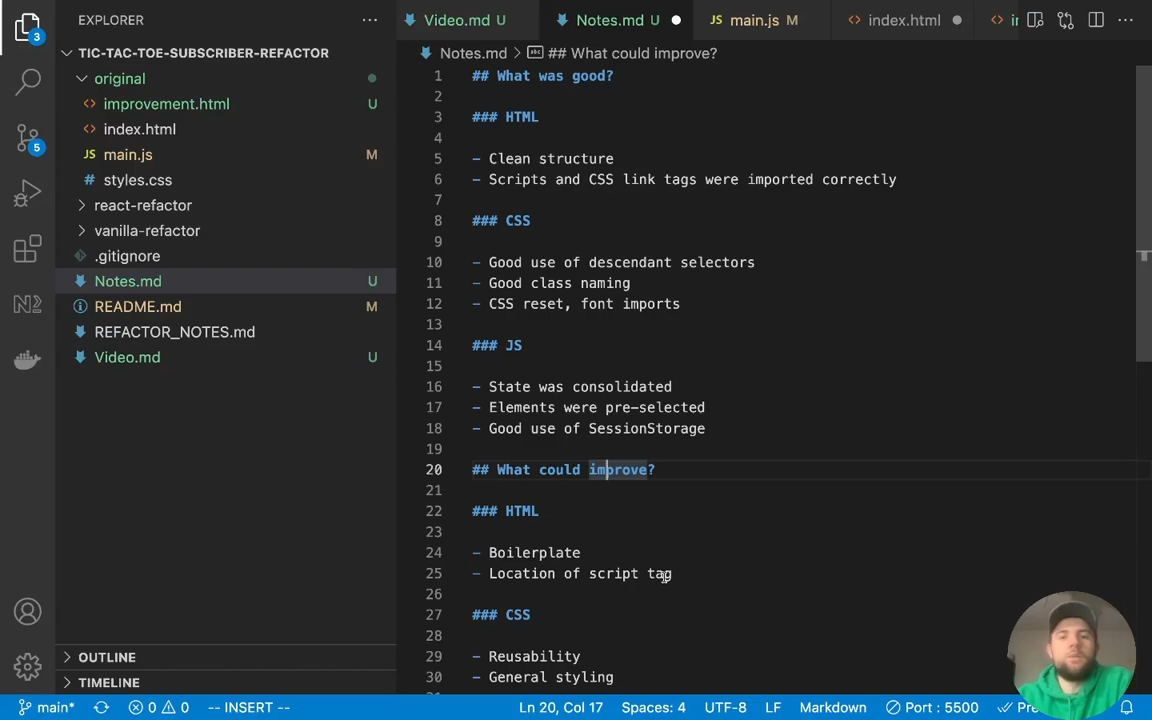 EXPLORER
Video.md U
Notes.md U
main.js M
index.html
TIC-TAC-TOE-SUBSCRIBER-REFACTOR
original
improvement.html U
index.html
main.js M
styles.css
react-refactor
vanilla-refactor
.gitignore
Notes.md U
README.md M
REFACTOR_NOTES.md
Video.md U
OUTLINE
TIMELINE
3
5
Notes.md > ## What could improve?
1 ## What was good?
2
3 ### HTML
4
5 - Clean structure
6 - Scripts and CSS link tags were imported correctly
7
8 ### CSS
9
10 - Good use of descendant selectors
11 - Good class naming
12 - CSS reset, font imports
13
14 ### JS
15
16 - State was consolidated
17 - Elements were pre-selected
18 - Good use of SessionStorage
19
20 ## What could improve?
21
22 ### HTML
23
24 - Boilerplate
25 - Location of script tag
26
27 ### CSS
28
29 - Reusability
30 - General styling
main* 0 0 -- INSERT -- Ln 20, Col 17 Spaces: 4 UTF-8 LF Markdown Port : 5500